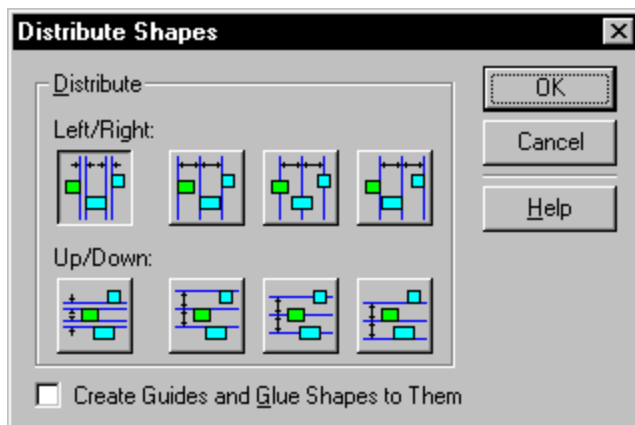 Distribute Shapes
Distribute
OK
Left/Right:
Cancel
Help
Up/Down:
Create Guides and Glue Shapes to Them